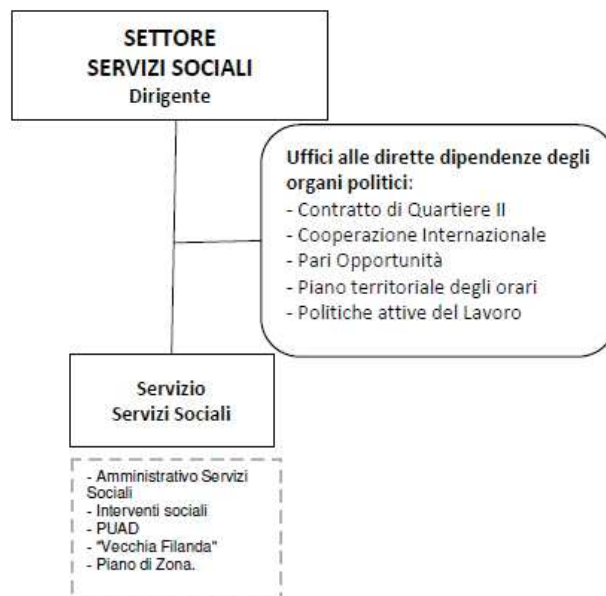 SETTORE
SERVIZI SOCIALI
Dirigente
Uffici alle dirette dipendenze degli
organi politici:
- Contratto di Quartiere II
- Cooperazione Internazionale
- Pari Opportunità
- Piano territoriale degli orari
- Politiche attive del Lavoro
Servizio
Servizi Sociali
- Amministrativo Servizi
Sociali
- Interventi sociali
- PUAD
- "Vecchia Filanda"
- Piano di Zona.